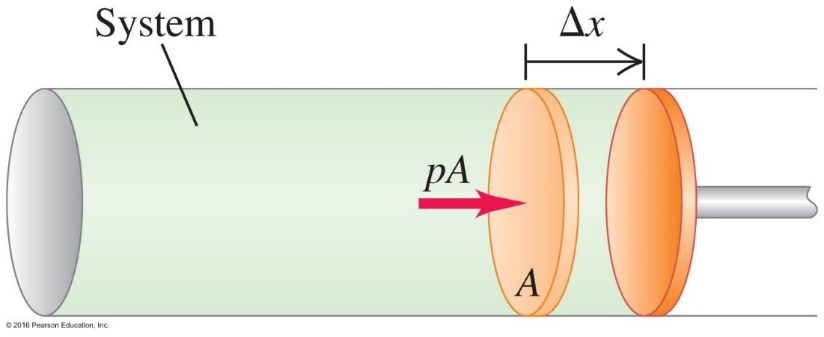 System
Δx
pA
A
© 2016 Pearson Education, Inc.